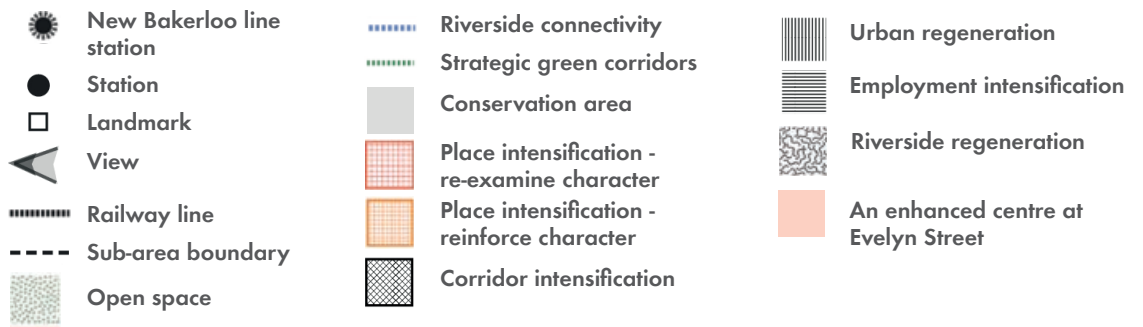 New Bakerloo line
station
Station
Landmark
View
Railway line
Sub-area boundary
Open space
Riverside connectivity
Strategic green corridors
Conservation area
Place intensification -
re-examine character
Place intensification -
reinforce character
Corridor intensification
Urban regeneration
Employment intensification
Riverside regeneration
An enhanced centre at
Evelyn Street